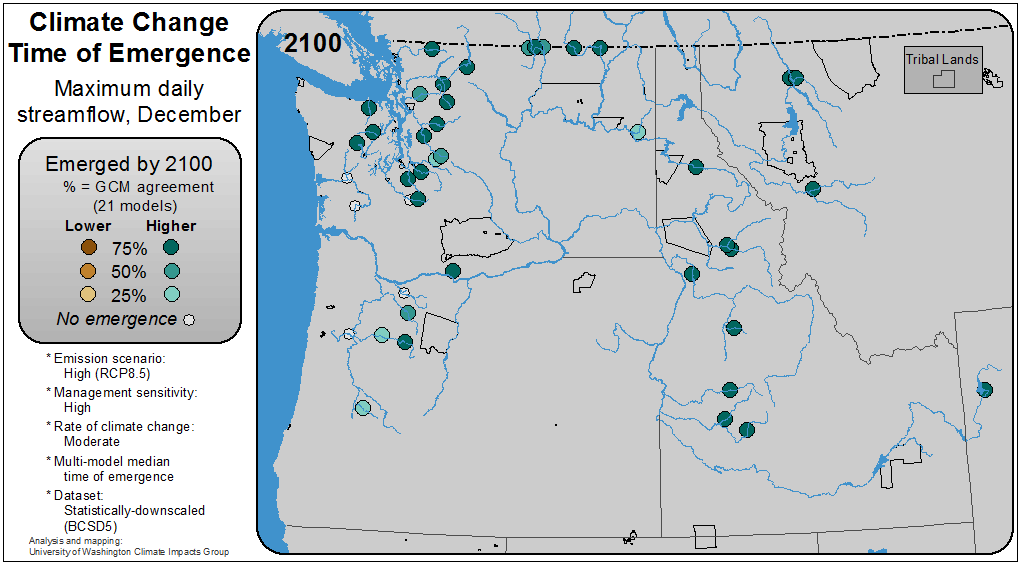 Climate Change
Time of Emergence
Maximum daily
streamflow, December
Emerged by 2100
% = GCM agreement
(21 models)
Lower Higher
75%
50%
25%
No emergence
* Emission scenario:
High (RCP8.5)
* Management sensitivity:
High
* Rate of climate change:
Moderate
* Multi-model median
time of emergence
* Dataset:
Statistically-downscaled
(BCSD5)
Analysis and mapping:
University of Washington Climate Impacts Group
2100
Tribal Lands